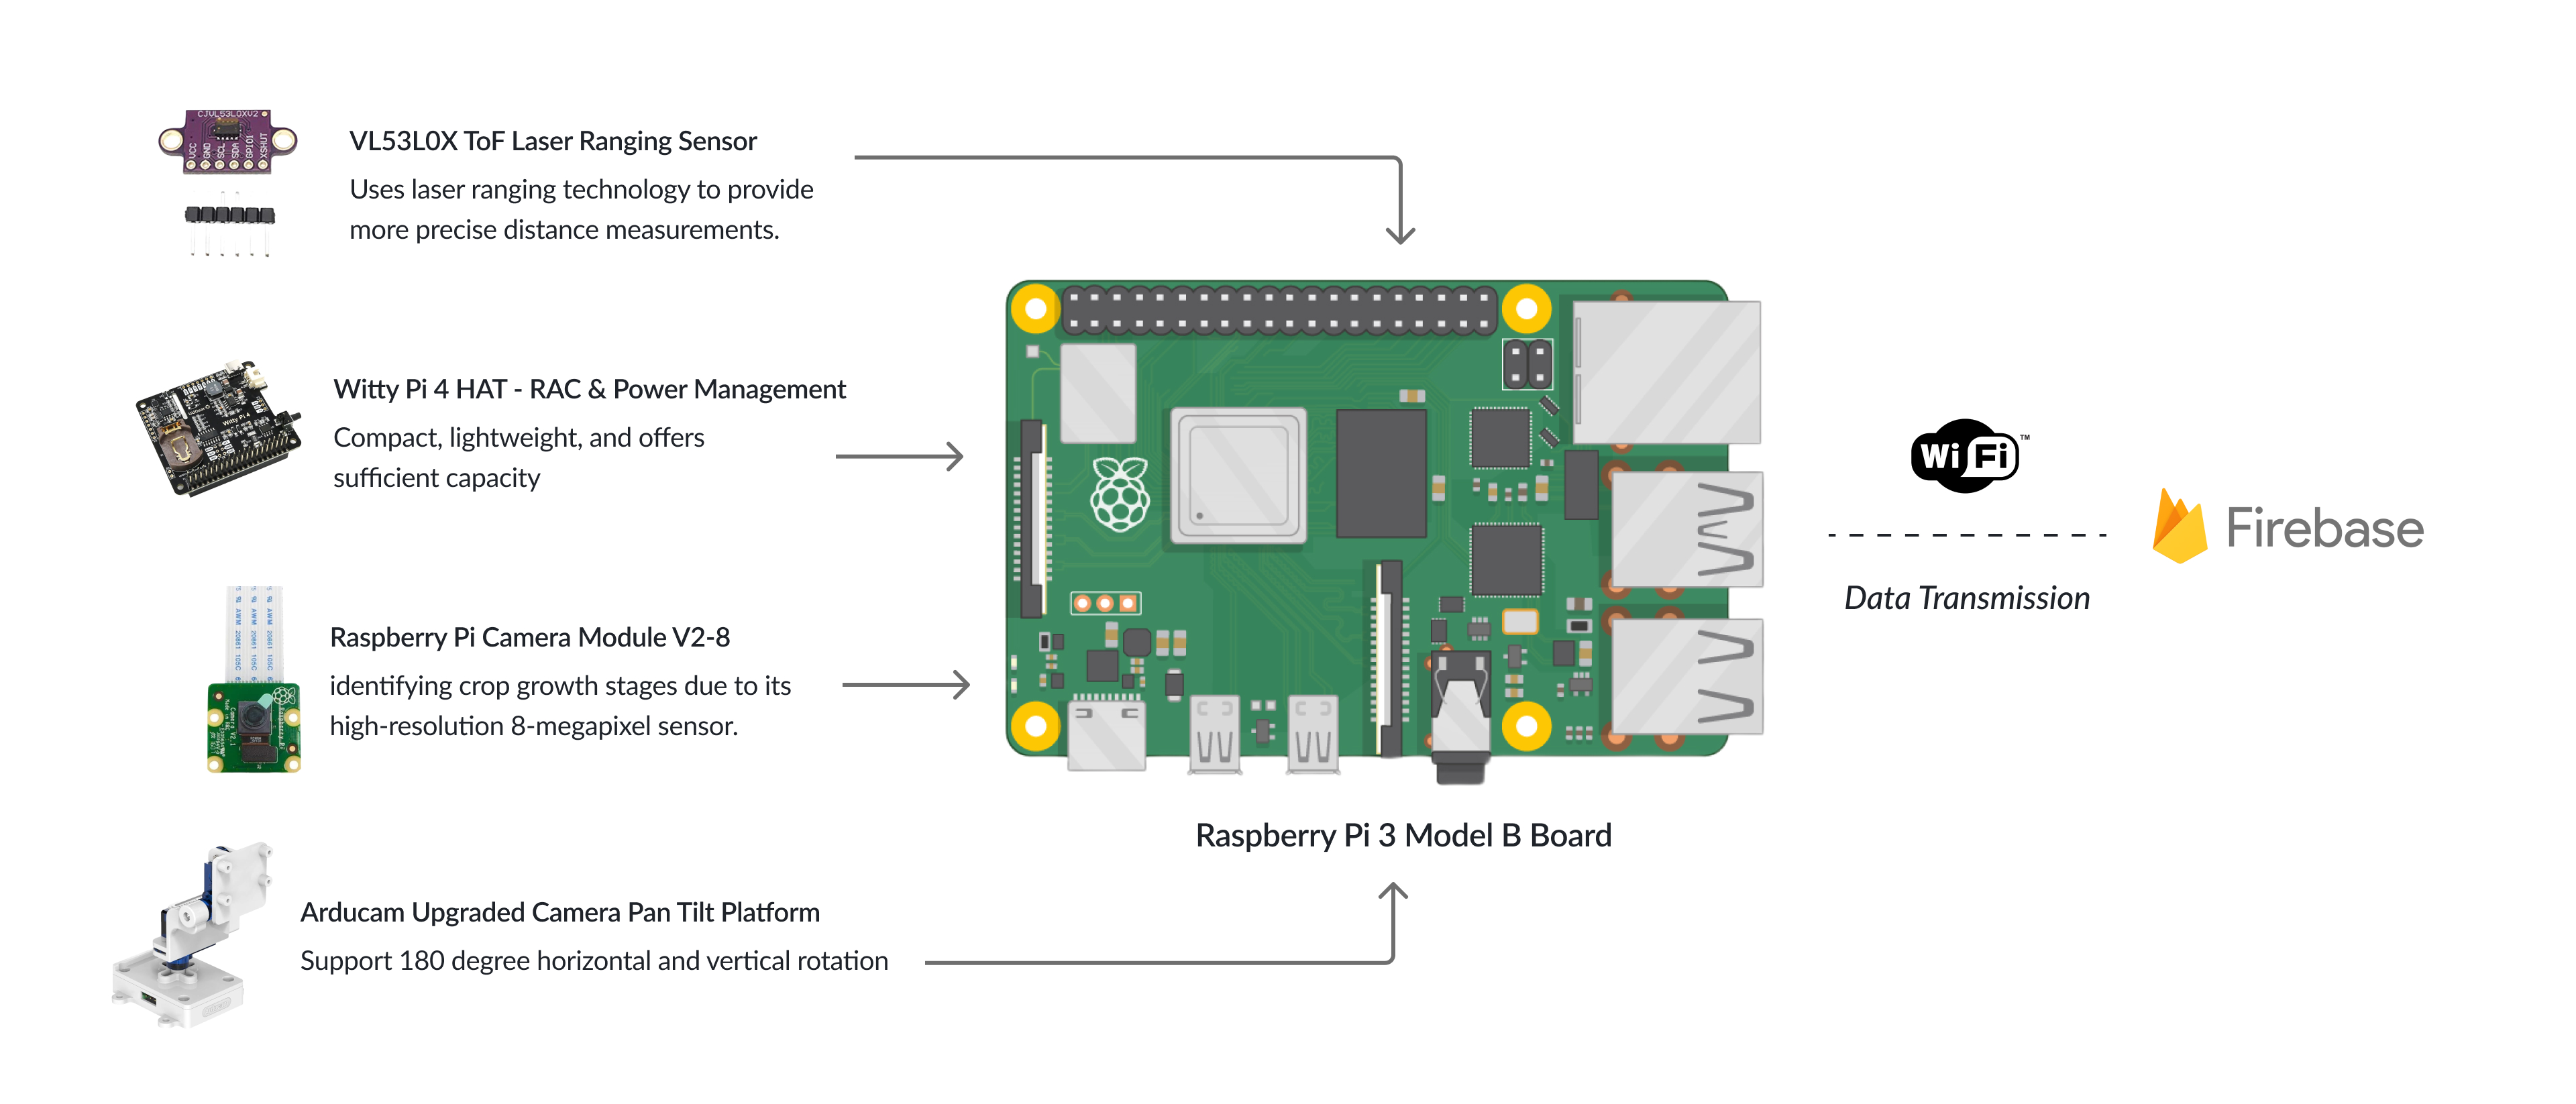 CJVL53L0XV2
VCC
GND
SCL
SDA
GPIO1
XSHUT
VL53L0X ToF Laser Ranging Sensor
Uses laser ranging technology to provide
more precise distance measurements.
Witty Pi 4
Witty Pi 4 HAT - RAC & Power Management
Compact, lightweight, and offers
sufficient capacity
Raspberry Pi Camera Module V2-8
identifying crop growth stages due to its
high-resolution 8-megapixel sensor.
Arducam Upgraded Camera Pan Tilt Platform
Support 180 degree horizontal and vertical rotation
Raspberry Pi 3 Model B Board
Wi Fi ™
Data Transmission
Firebase